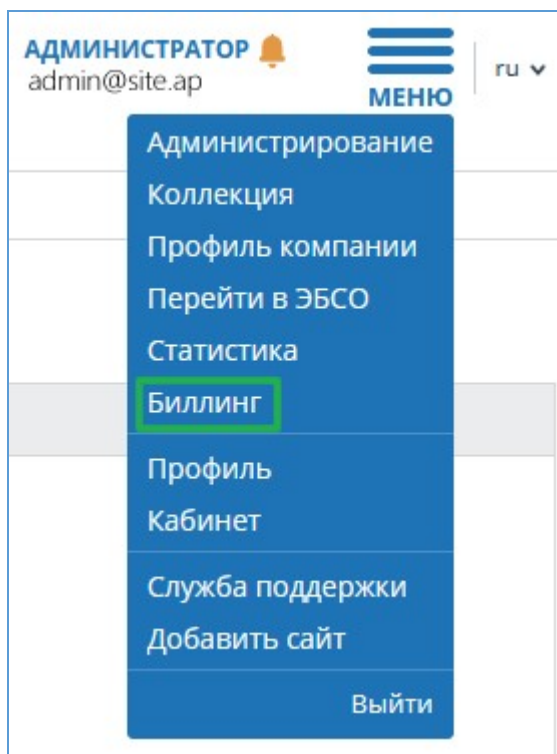 АДМИНИСТРАТОР
admin@site.ap
МЕНЮ
ru
Администрирование
Коллекция
Профиль компании
Перейти в ЭБСО
Статистика
Биллинг
Профиль
Кабинет
Служба поддержки
Добавить сайт
Выйти